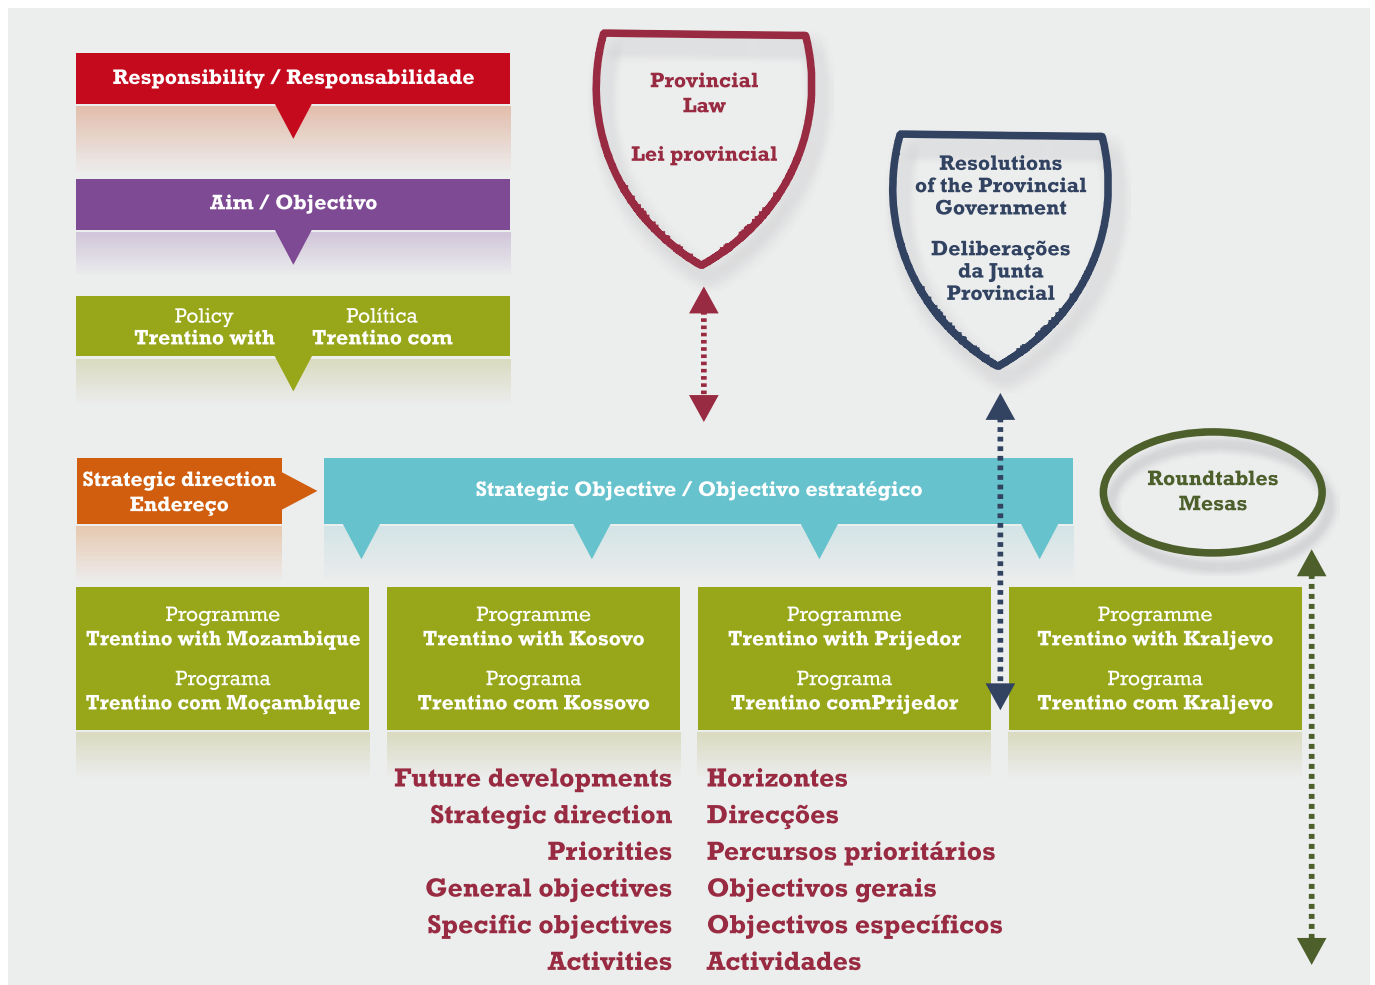 Responsibility / Responsabilidade
Aim / Objectivo
Policy
Trentino with
Política
Trentino com
Provincial
Law
Lei provincial
Resolutions
of the Provincial
Government
Deliberações
da Junta
Provincial
Strategic direction
Endereço
Strategic Objective / Objectivo estratégico
Roundtables
Mesas
Programme
Trentino with Mozambique
Programa
Trentino com Moçambique
Programme
Trentino with Kosovo
Programa
Trentino com Kossovo
Programme
Trentino with Prijedor
Programa
Trentino comPrijedor
Programme
Trentino with Kraljevo
Programa
Trentino com Kraljevo
Future developments
Strategic direction
Priorities
General objectives
Specific objectives
Activities
Horizontes
Direcções
Percursos prioritários
Objectivos gerais
Objectivos específicos
Actividades